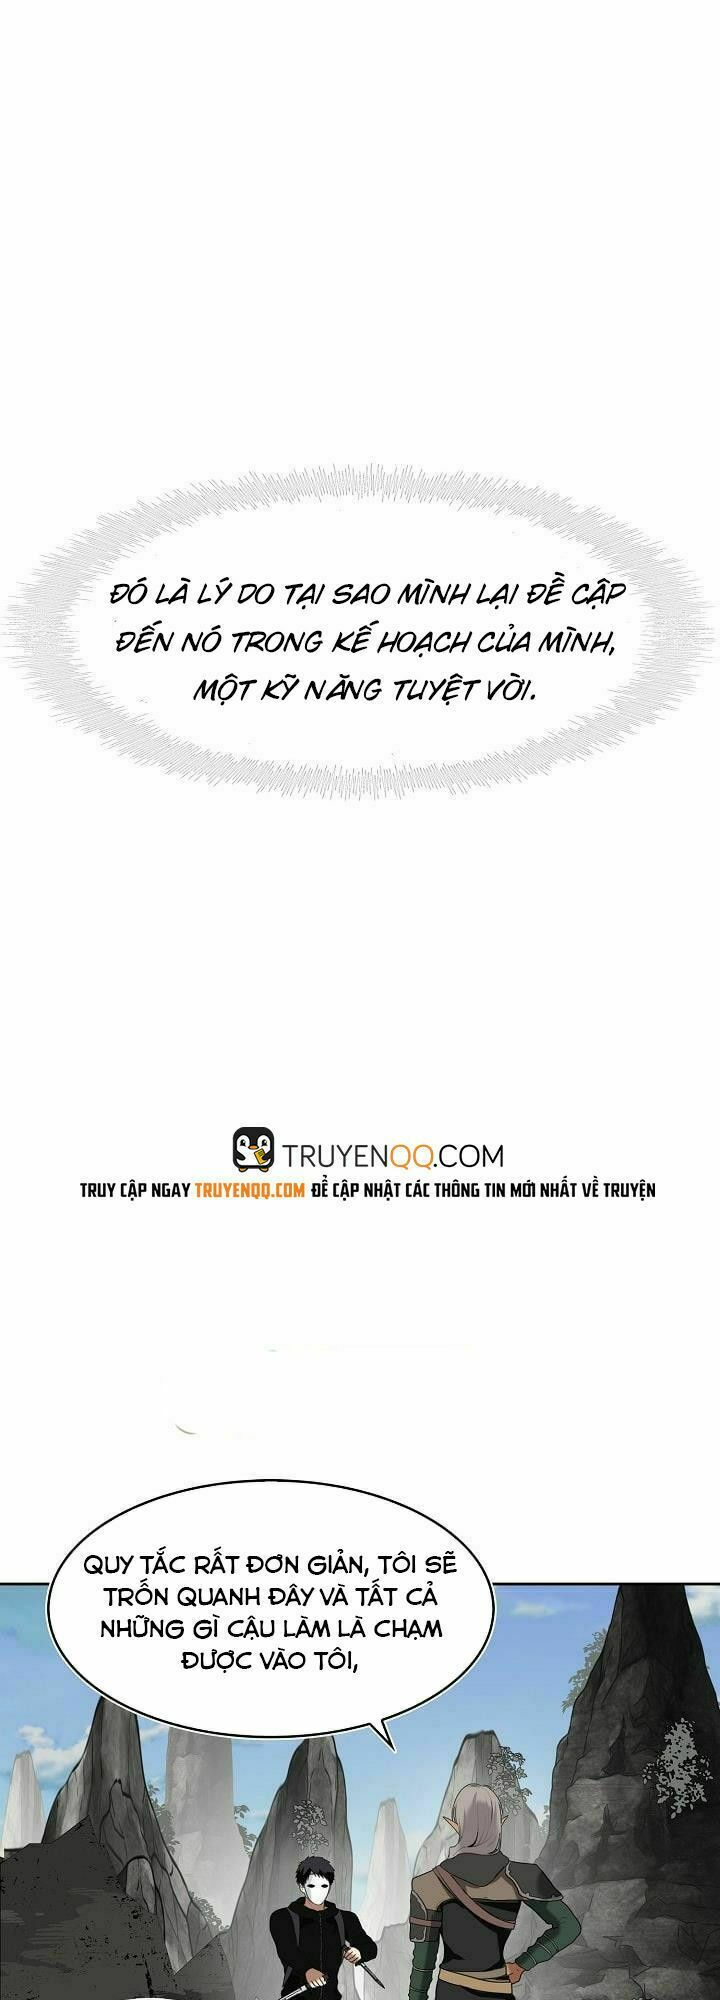 ĐÓ LÀ LÝ DO TẠI SAO MÌNH LẠI ĐỀ CẬP
ĐẾN NÓ TRONG KẾ HOẠCH CỦA MÌNH,
MỘT KỸ NĂNG TUYỆT VỜI.
TRUYENQQ.COM
TRUY CẬP NGAY TRUYENQQ.COM ĐỂ CẬP NHẬT CÁC THÔNG TIN MỚI NHẤT VỀ TRUYỆN
QUY TẮC RẤT ĐƠN GIẢN, TÔI SẼ
TRỐN QUANH ĐÂY VÀ TẤT CẢ
NHỮNG GÌ CẬU LÀM LÀ CHẠM
ĐƯỢC VÀO TÔI,